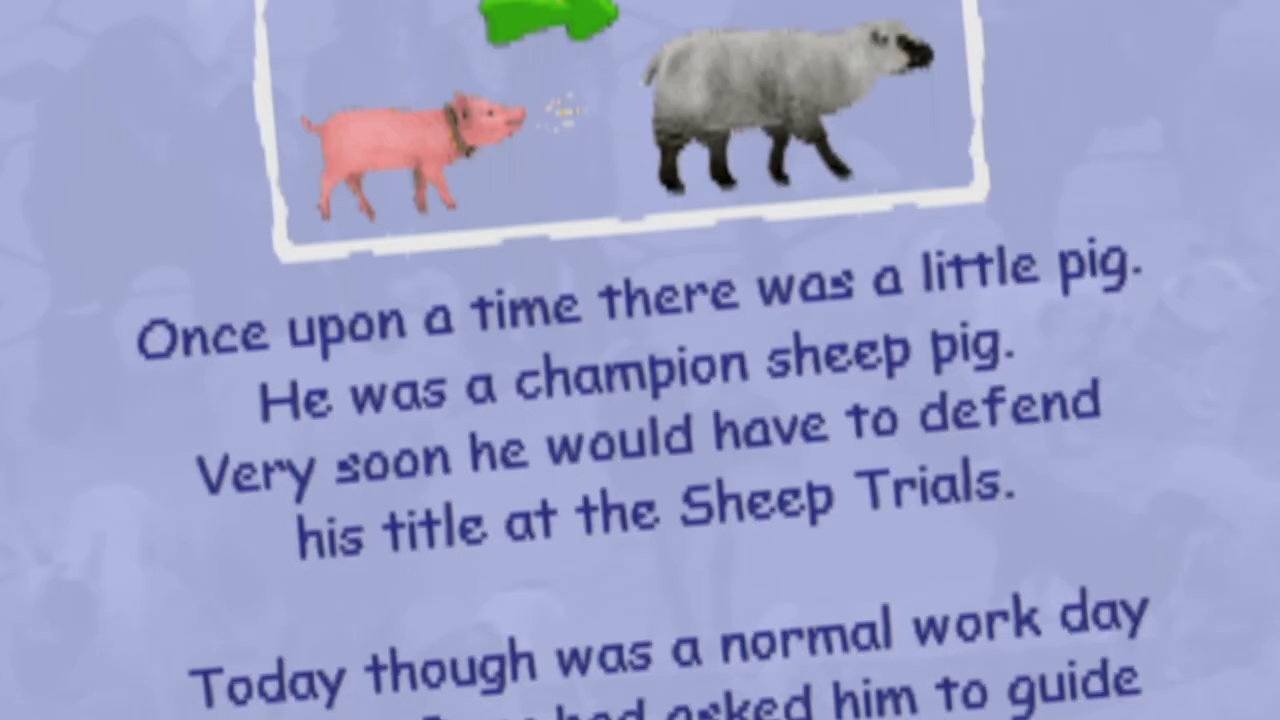 Once upon a time there was a little pig.
He was a champion sheep pig.
Very soon he would have to defend
his title at the Sheep Trials.
Today though was a normal work day
had asked him to guide